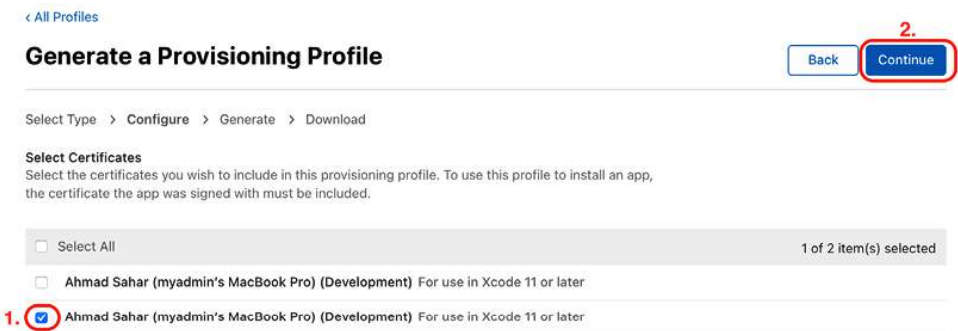 ‹ All Profiles
2.
Generate a Provisioning Profile
Back Continue
Select Type > Configure > Generate > Download
Select Certificates
Select the certificates you wish to include in this provisioning profile. To use this profile to install an app,
the certificate the app was signed with must be included.
Select All 1 of 2 item(s) selected
Ahmad Sahar (myadmin's MacBook Pro) (Development) For use in Xcode 11 or later
1. Ahmad Sahar (myadmin's MacBook Pro) (Development) For use in Xcode 11 or later